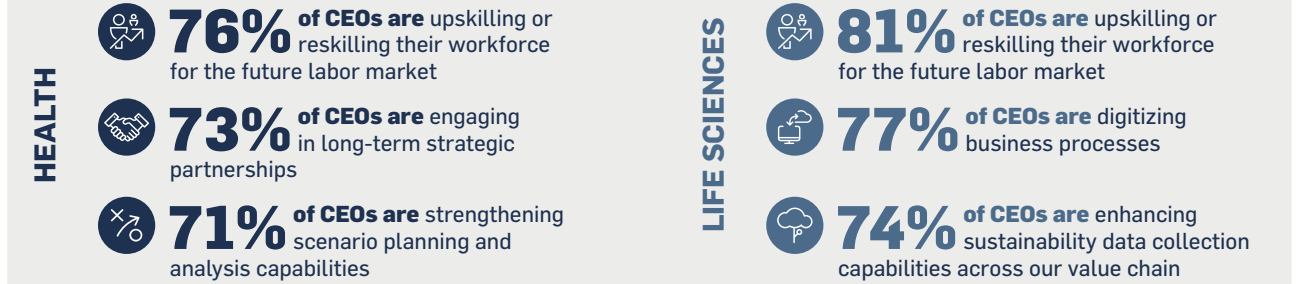 HEALTH
76% of CEOs are upskilling or
reskilling their workforce
for the future labor market
73% of CEOs are engaging
in long-term strategic
partnerships
71% of CEOs are strengthening
scenario planning and
analysis capabilities
LIFE SCIENCES
81% of CEOs are upskilling or
reskilling their workforce
for the future labor market
77% of CEOs are digitizing
business processes
74% of CEOs are enhancing
sustainability data collection
capabilities across our value chain